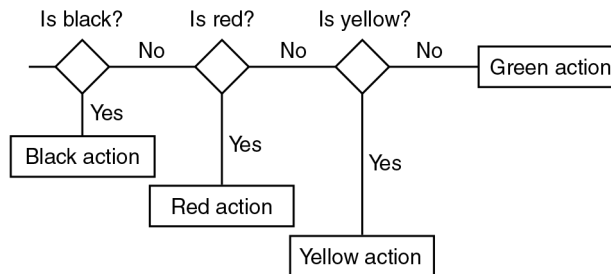 Is black?
Is red?
Is yellow?
No
No
No
Green action
Yes
Black action
Yes
Red action
Yes
Yellow action